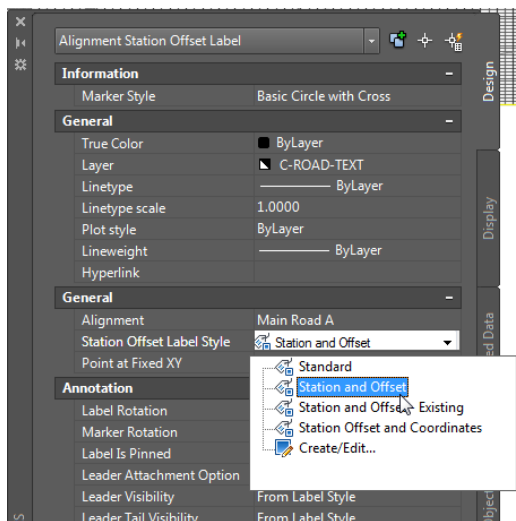 Alignment Station Offset Label
Information
Marker Style Basic Circle with Cross
General
True Color ByLayer
Layer C-ROAD-TEXT
Linetype ByLayer
Linetype scale 1.0000
Plot style ByLayer
Lineweight ByLayer
Hyperlink
General
Alignment Main Road A
Station Offset Label Style Station and Offset
Point at Fixed XY
Standard
Station and Offset
Station and Offset - Existing
Station Offset and Coordinates
Create/Edit...
Annotation
Label Rotation
Marker Rotation
Label Is Pinned
Leader Attachment Option
Leader Visibility From Label Style
Leader Tail Visibility From Label Style
Design
Display
ed Data
Object